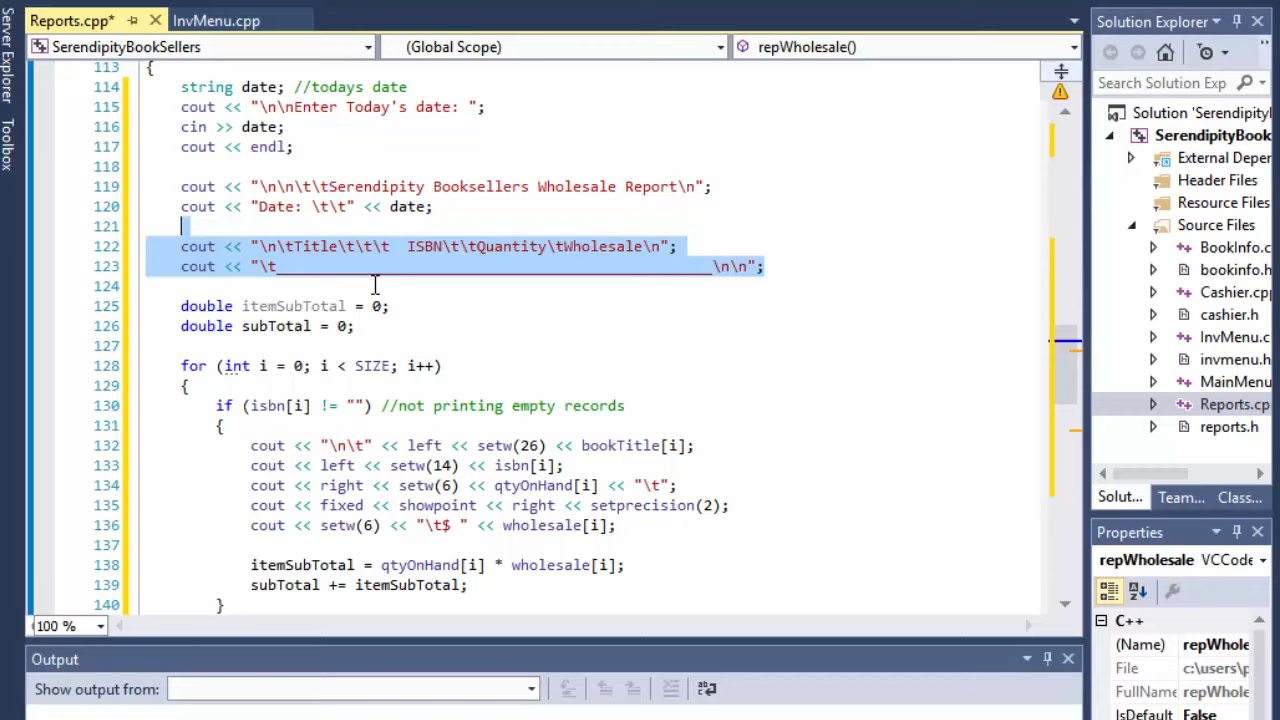 Server Explorer
Toolbox
Reports.cpp*
InvMenu.cpp
SerendipityBookSellers
(Global Scope)
repWholesale()
113 {
114 string date; //todays date
115 cout << "\n\nEnter Today's date: ";
116 cin >> date;
117 cout << endl;
118
119 cout << "\n\n\t\tSerendipity Booksellers Wholesale Report\n";
120 cout << "Date: \t\t" << date;
121
122 cout << "\n\tTitle\t\t\t  ISBN\t\tQuantity\tWholesale\n";
123 cout << "\t__________________________________________________\n\n";
124
125 double itemSubTotal = 0;
126 double subTotal = 0;
127
128 for (int i = 0; i < SIZE; i++)
129 {
130 if (isbn[i] != "") //not printing empty records
131 {
132 cout << "\n\t" << left << setw(26) << bookTitle[i];
133 cout << left << setw(14) << isbn[i];
134 cout << right << setw(6) << qtyOnHand[i] << "\t";
135 cout << fixed << showpoint << right << setprecision(2);
136 cout << setw(6) << "\t$ " << wholesale[i];
137
138 itemSubTotal = qtyOnHand[i] * wholesale[i];
139 subTotal += itemSubTotal;
140 }
100 %
Output
Show output from:
Solution Explorer
Search Solution Exp
Solution 'Serendipityl
SerendipityBook
External Deper
Header Files
Resource Files
Source Files
BookInfo.c
bookinfo.h
Cashier.cp
cashier.h
InvMenu.c
invmenu.h
MainMenu
Reports.cp
reports.h
Solut...
Team...
Class...
Properties
repWholesale VCCode
C++
(Name) repWhole
File c:\users\p
FullName repWhole
IsDefault False